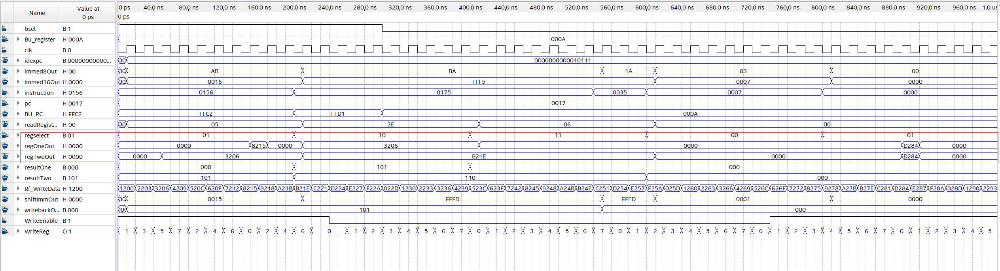 Name Value at 0 ps 0 ps 40.0 ns 80.0 ns 120.0 ns 160.0 ns 200.0 ns 240.0 ns 280.0 ns 320.0 ns 360.0 ns 400.0 ns 440.0 ns 480.0 ns 520.0 ns 560.0 ns 600.0 ns 640.0 ns 680.0 ns 720.0 ns 760.0 ns 800.0 ns 840.0 ns 880.0 ns 920.0 ns 960.0 ns 1.0 us
0 ps
bsel B 1
Bu_register H 000A 000A
clk B 0
idexpc B 00000000000... 00 0000000000010111
immed8Out H 00 00 AB BA 1A 03 00
immed16Out H 0000 00 0016 FFF5 0007 0000
instruction H 0156 0156 0175 0035 0007 0000
pc H 0017 0017
BU_PC H FFC2 FFC2 FFD1 000A
readRegist... H 00 00 05 2E 06 00
regselect B 01 01 10 11 00 01
regOneOut H 0000 0000 8215 0000 3206 0000 D284 0000
regTwoOut H 0000 0000 3206 B21E 0000 D284 0000
resultOne B 000 000 101 000
resultTwo B 101 101 110 000
Rf_WriteData H 1200 1200 2203 3206 4209 520C 620F 7212 8215 9218 A21B B21E C221 D224 E227 F22A 022D 1230 2233 3236 4239 523C 623F 7242 8245 9248 A24B B24E C251 D254 E257 F25A 025D 1260 2263 3266 4269 526C 626F 7272 8275 9278 A27B B27E C281 D284 E287 F28A 028D 1290 2293
shiftImmOut H 0000 00 0015 FFFD FFED 0001 0000
writebackO... B 000 000 101 000
WriteEnable B 1
WriteReg O 1 1 3 5 7 2 4 6 0 2 4 6 0 1 2 3 4 5 6 7 0 1 2 3 4 5 6 7 0 1 2 3 4 5 6 7 0 1 2 3 4 5 6 7 0 1 2 3 4 5